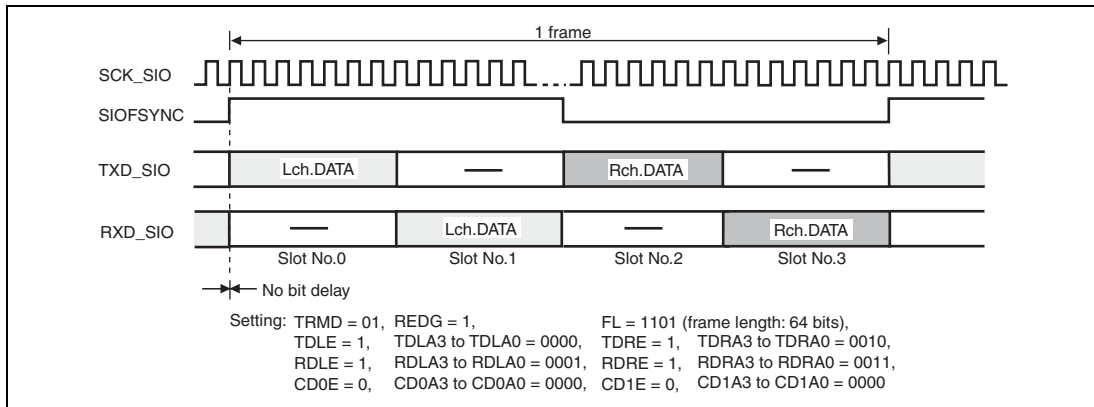 1 frame
SCK_SIO
SIOFSYNC
TXD_SIO Lch.DATA — Rch.DATA —
RXD_SIO — Lch.DATA — Rch.DATA
Slot No.0 Slot No.1 Slot No.2 Slot No.3
No bit delay
Setting: TRMD = 01, REDG = 1, FL = 1101 (frame length: 64 bits),
TDLE = 1, TDLA3 to TDLA0 = 0000, TDRE = 1, TDRA3 to TDRA0 = 0010,
RDLE = 1, RDLA3 to RDLA0 = 0001, RDRE = 1, RDRA3 to RDRA0 = 0011,
CD0E = 0, CD0A3 to CD0A0 = 0000, CD1E = 0, CD1A3 to CD1A0 = 0000